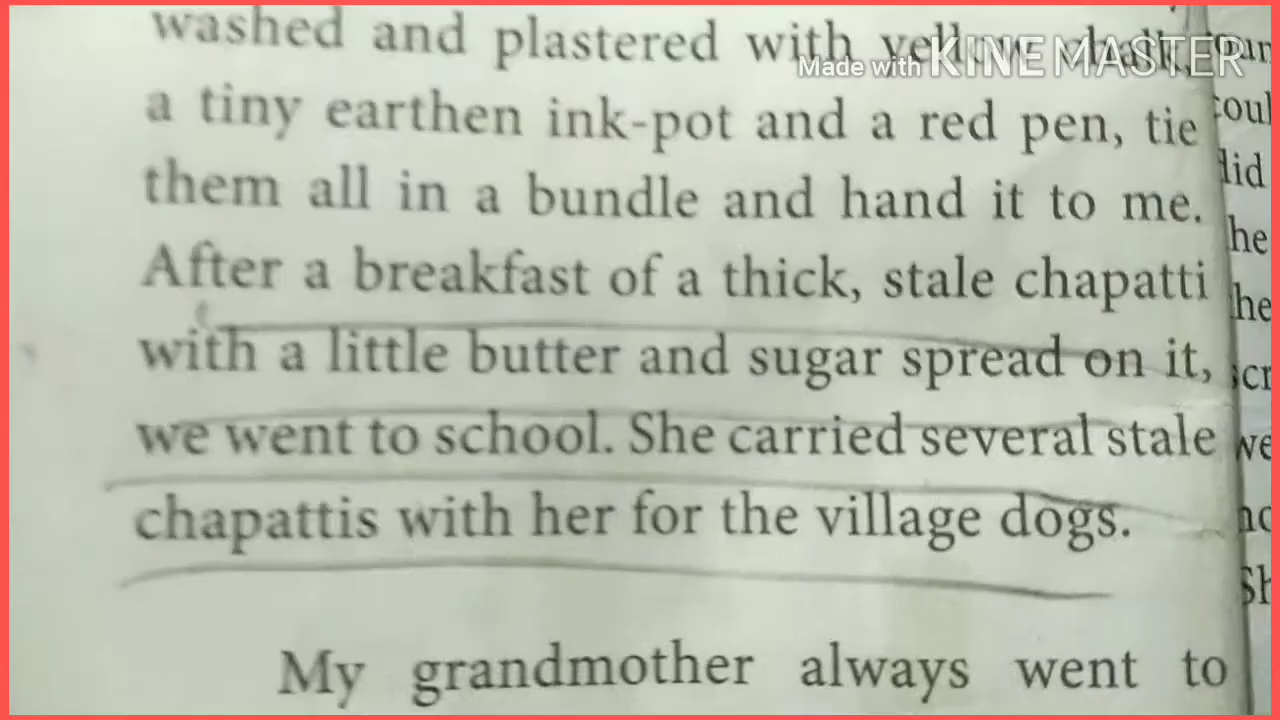 washed and plastered with yellow chalk,
Made with KINEMASTER
a tiny earthen ink-pot and a red pen, tie
them all in a bundle and hand it to me.
After a breakfast of a thick, stale chapatti
with a little butter and sugar spread on it,
we went to school. She carried several stale
chapattis with her for the village dogs.
My grandmother always went to